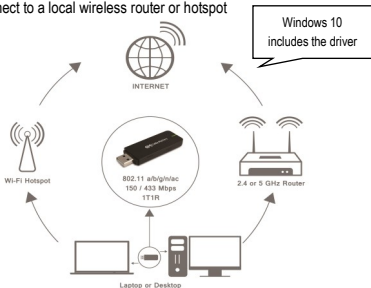 nnect to a local wireless router or hotspot
Windows 10
includes the driver
INTERNET
802.11 a/b/g/n/ac
150 / 433 Mbps
1T1R
Wi-Fi Hotspot
2.4 or 5 GHz Router
Laptop or Desktop